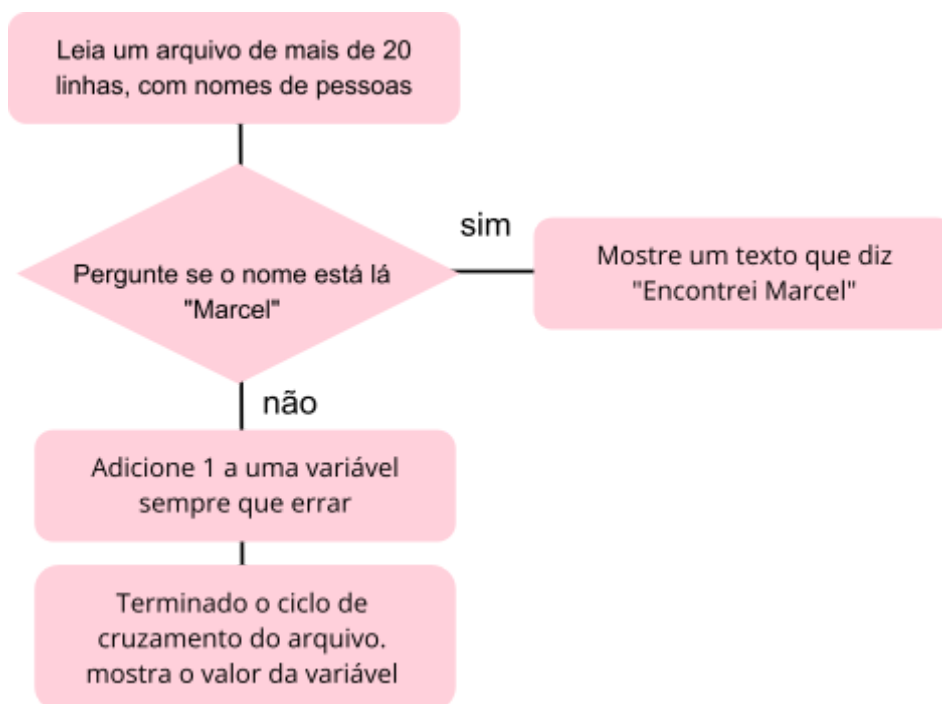 Leia um arquivo de mais de 20
linhas, com nomes de pessoas
Pergunte se o nome está lá
"Marcel"
sim
Mostre um texto que diz
"Encontrei Marcel"
não
Adicione 1 a uma variável
sempre que errar
Terminado o ciclo de
cruzamento do arquivo.
mostra o valor da variável